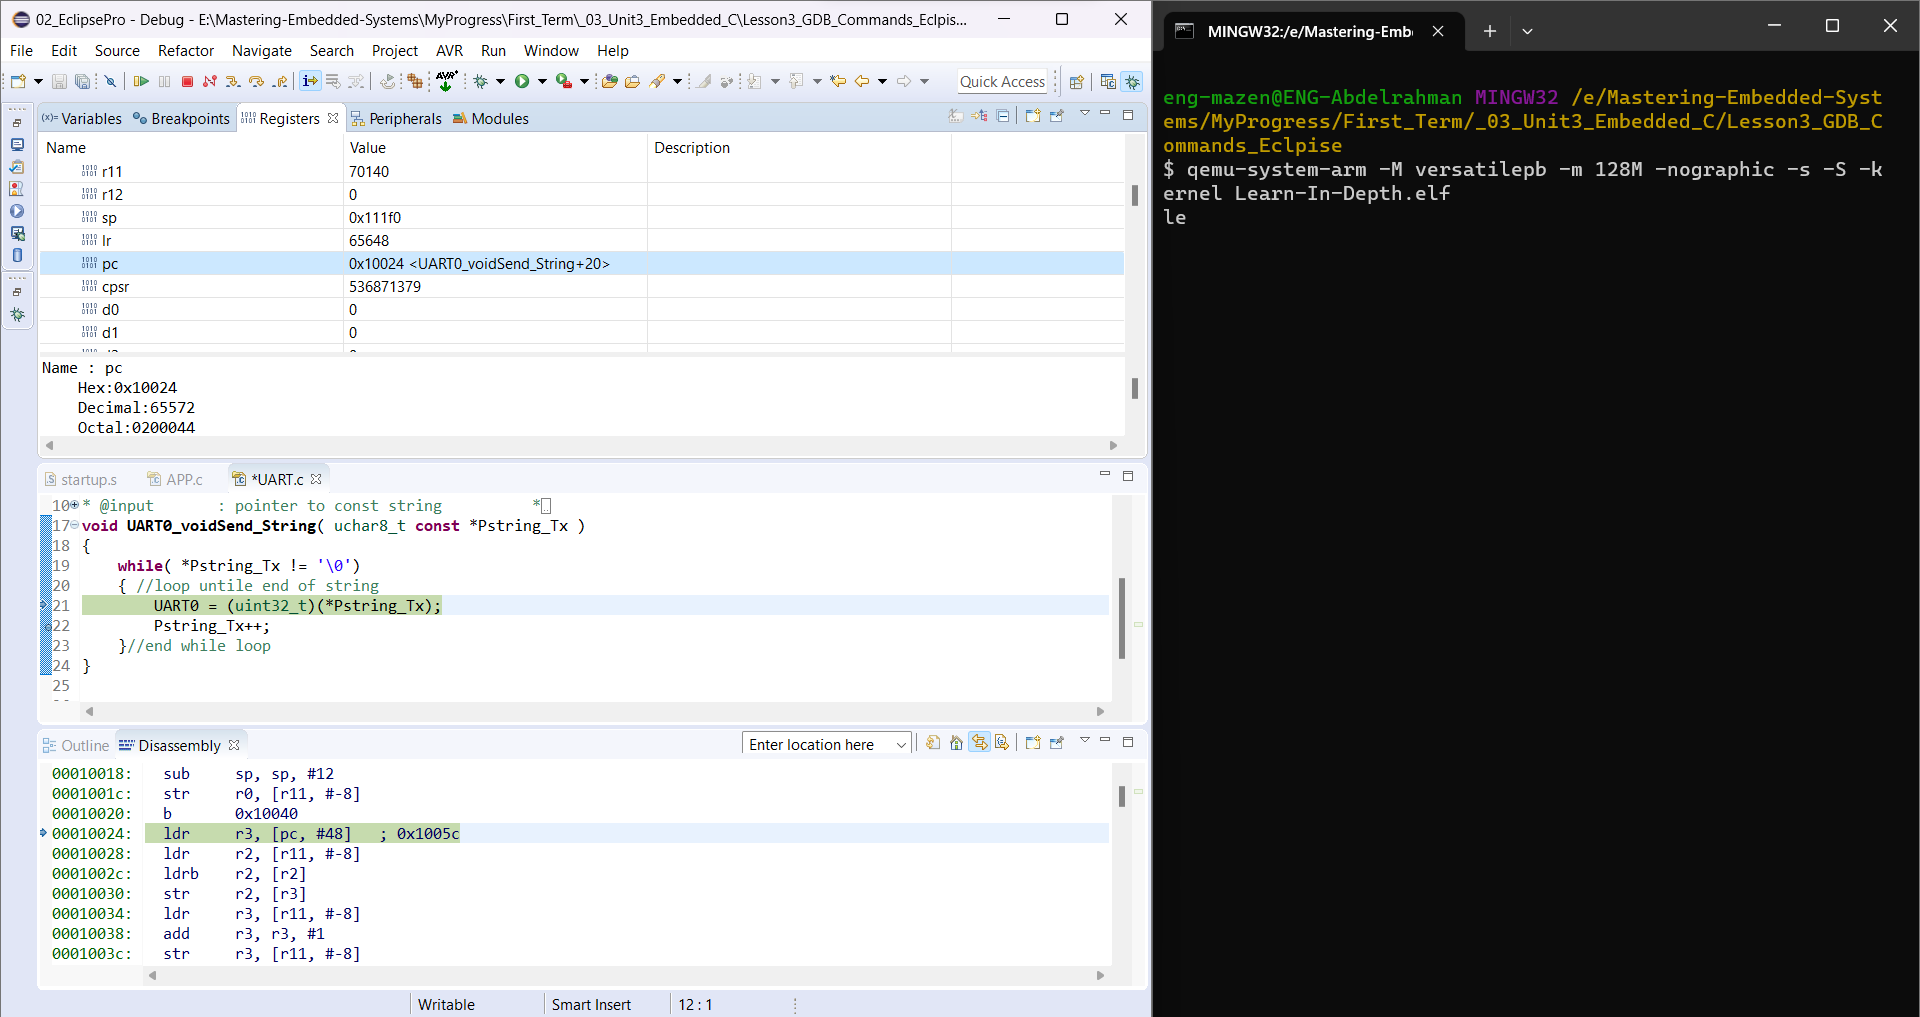 02_EclipsePro - Debug - E:\Mastering-Embedded-Systems\MyProgress\First_Term\_03_Unit3_Embedded_C\Lesson3_GDB_Commands_Eclpis...
File Edit Source Refactor Navigate Search Project AVR Run Window Help
AVR
Quick Access
(x)= Variables Breakpoints Registers Peripherals Modules
Name Value Description
r11 70140
r12 0
sp 0x111f0
lr 65648
pc 0x10024 <UART0_voidSend_String+20>
cpsr 536871379
d0 0
d1 0
Name : pc
Hex:0x10024
Decimal:65572
Octal:0200044
startup.s APP.c *UART.c
10 * @input : pointer to const string *
17 void UART0_voidSend_String( uchar8_t const *Pstring_Tx )
18 {
19 while( *Pstring_Tx != '\0')
20 { //loop untile end of string
21 UART0 = (uint32_t)(*Pstring_Tx);
22 Pstring_Tx++;
23 }//end while loop
24 }
25
Outline Disassembly Enter location here
00010018: sub sp, sp, #12
0001001c: str r0, [r11, #-8]
00010020: b 0x10040
00010024: ldr r3, [pc, #48] ; 0x1005c
00010028: ldr r2, [r11, #-8]
0001002c: ldrb r2, [r2]
00010030: str r2, [r3]
00010034: ldr r3, [r11, #-8]
00010038: add r3, r3, #1
0001003c: str r3, [r11, #-8]
Writable Smart Insert 12 : 1
MINGW32:/e/Mastering-Emb
eng-mazen@ENG-Abdelrahman MINGW32 /e/Mastering-Embedded-Syst
ems/MyProgress/First_Term/_03_Unit3_Embedded_C/Lesson3_GDB_C
ommands_Eclpise
$ qemu-system-arm -M versatilepb -m 128M -nographic -s -S -k
ernel Learn-In-Depth.elf
le